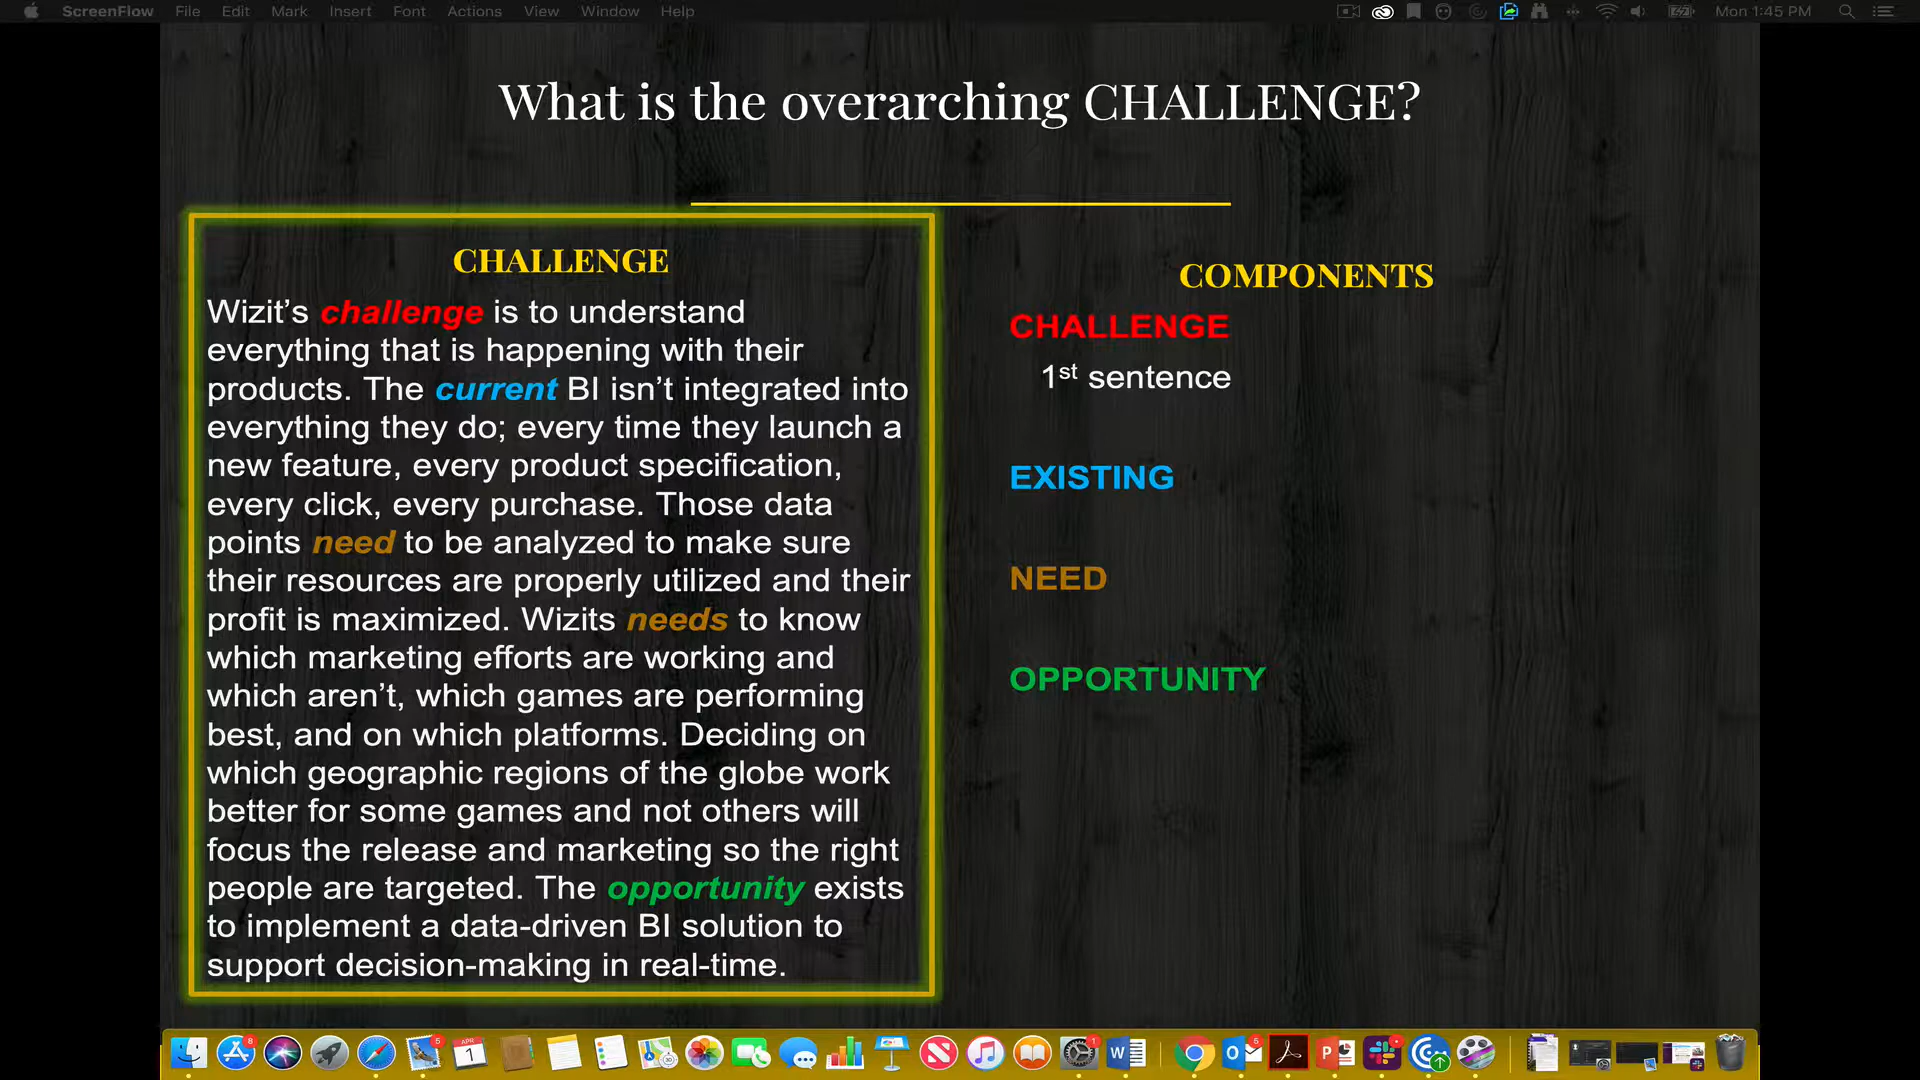 ScreenFlow File Edit Mark Insert Font Actions View Window Help Mon 1:45 PM
What is the overarching CHALLENGE?
CHALLENGE
Wizit's challenge is to understand
everything that is happening with their
products. The current BI isn't integrated into
everything they do; every time they launch a
new feature, every product specification,
every click, every purchase. Those data
points need to be analyzed to make sure
their resources are properly utilized and their
profit is maximized. Wizits needs to know
which marketing efforts are working and
which aren't, which games are performing
best, and on which platforms. Deciding on
which geographic regions of the globe work
better for some games and not others will
focus the release and marketing so the right
people are targeted. The opportunity exists
to implement a data-driven BI solution to
support decision-making in real-time.
COMPONENTS
CHALLENGE
1st sentence
EXISTING
NEED
OPPORTUNITY
8 5 APR 1 1 W O 5 P